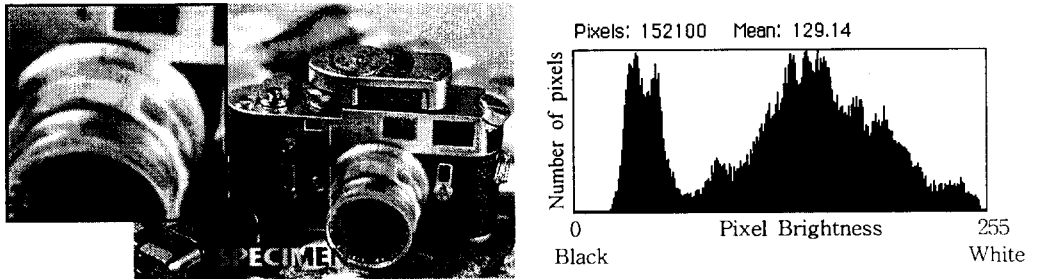 Pixels: 152100 Mean: 129.14
Number of pixels
0 Pixel Brightness 255
Black White
SPECIMEN